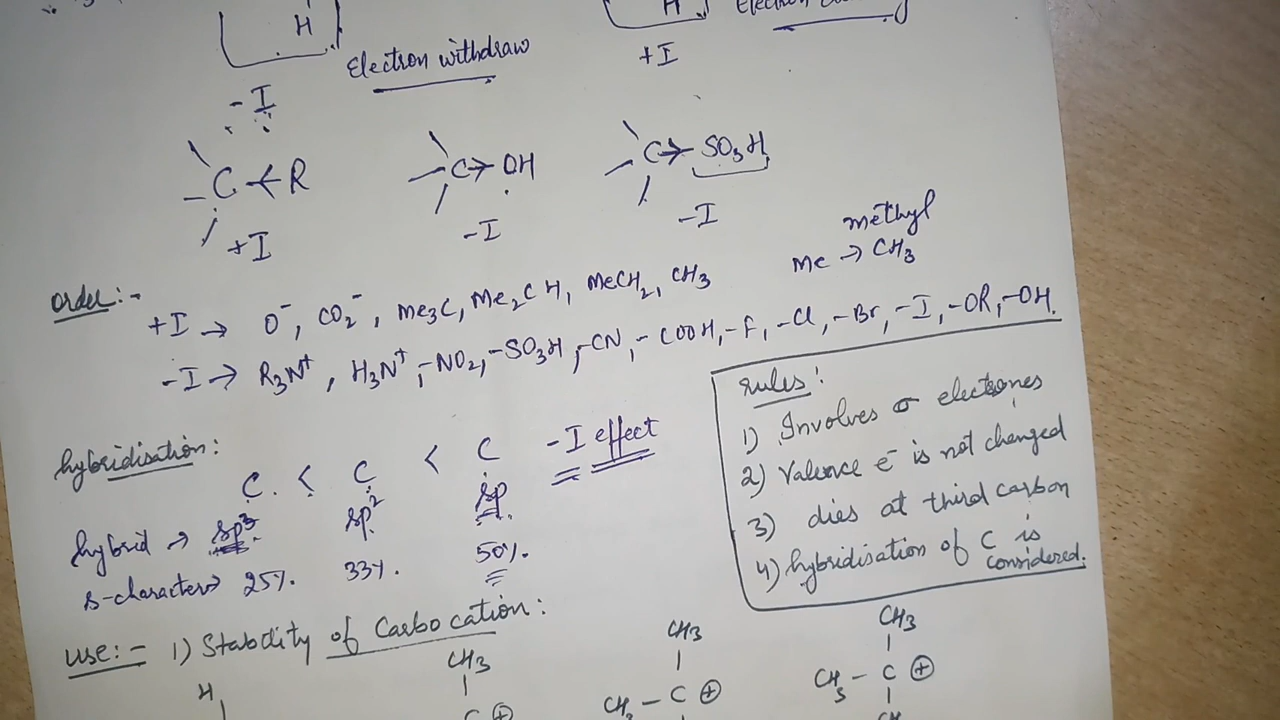 H H
Electron withdraw
-I +I
C R C OH C SO₃H
+I -I -I
methyl
Me → CH₃
order:-
+I → O⁻, CO₂⁻, Me₃C, Me₂CH, MeCH₂, CH₃
-I → R₃N⁺, H₃N⁺, -NO₂, -SO₃H, -CN, -COOH, -F, -Cl, -Br, -I, -OR, -OH.
rules:
1) Involves σ electrones
2) Valence e⁻ is not changed
3) dies at third carbon
4) hybridisation of C is
considered.
hybridisation:
C < C < C -I effect
hybrid → sp³ sp² sp
s-character → 25%. 33%. 50%.
use:- 1) Stability of Carbocation:
H CH₃ CH₃ CH₃
C⊕ CH₃-C⊕ CH₃-C⊕
CH₃